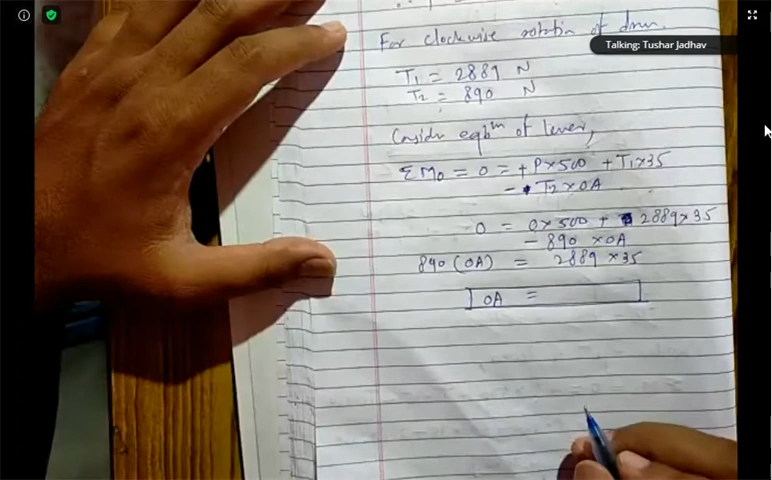 For clockwise rotation of drum.
Talking: Tushar Jadhav
T1 = 2889 N
T2 = 890 N
Consider eqbm of lever,
ΣMo = 0 = +P×500 + T1×35
- T2×OA
0 = 0×500 + 2889×35
- 890 ×OA
890 (OA) = 2889 ×35
OA =